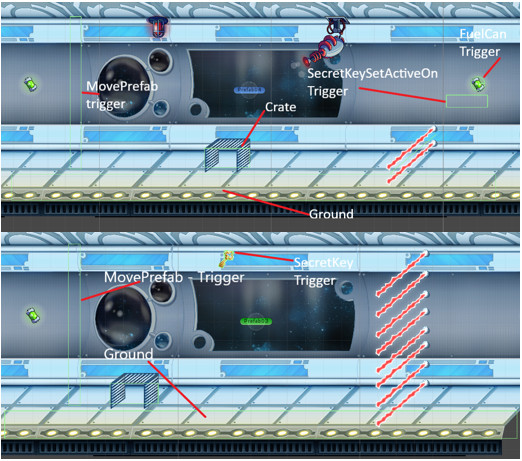 FuelCan
Trigger
SecretKeySetActiveOn
Trigger
MovePrefab
trigger
Crate
Ground
SecretKey
Trigger
MovePrefab - Trigger
Ground